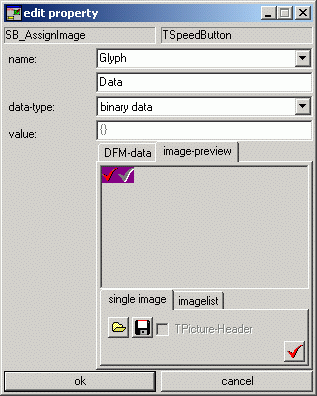 edit property
SB_AssignImage TSpeedButton
name: Glyph
Data
data-type: binary data
value: {}
DFM-data image-preview
single image imagelist
TPicture-Header
ok cancel